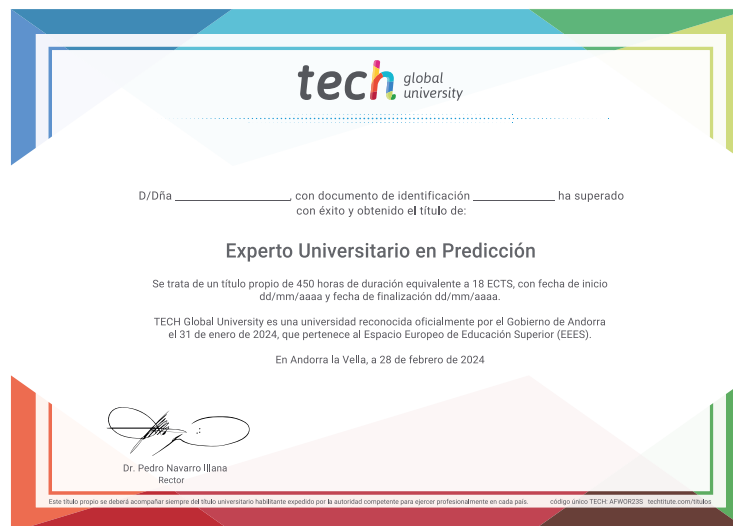 tech global university
D/Dña ______________, con documento de identificación ______________ ha superado
con éxito y obtenido el título de:
Experto Universitario en Predicción
Se trata de un título propio de 450 horas de duración equivalente a 18 ECTS, con fecha de inicio
dd/mm/aaaa y fecha de finalización dd/mm/aaaa.
TECH Global University es una universidad reconocida oficialmente por el Gobierno de Andorra
el 31 de enero de 2024, que pertenece al Espacio Europeo de Educación Superior (EEES).
En Andorra la Vella, a 28 de febrero de 2024
Dr. Pedro Navarro Illana
Rector
Este título propio se deberá acompañar siempre del título universitario habilitante expedido por la autoridad competente para ejercer profesionalmente en cada país. código único TECH: AFWOR23S techtitute.com/titulos